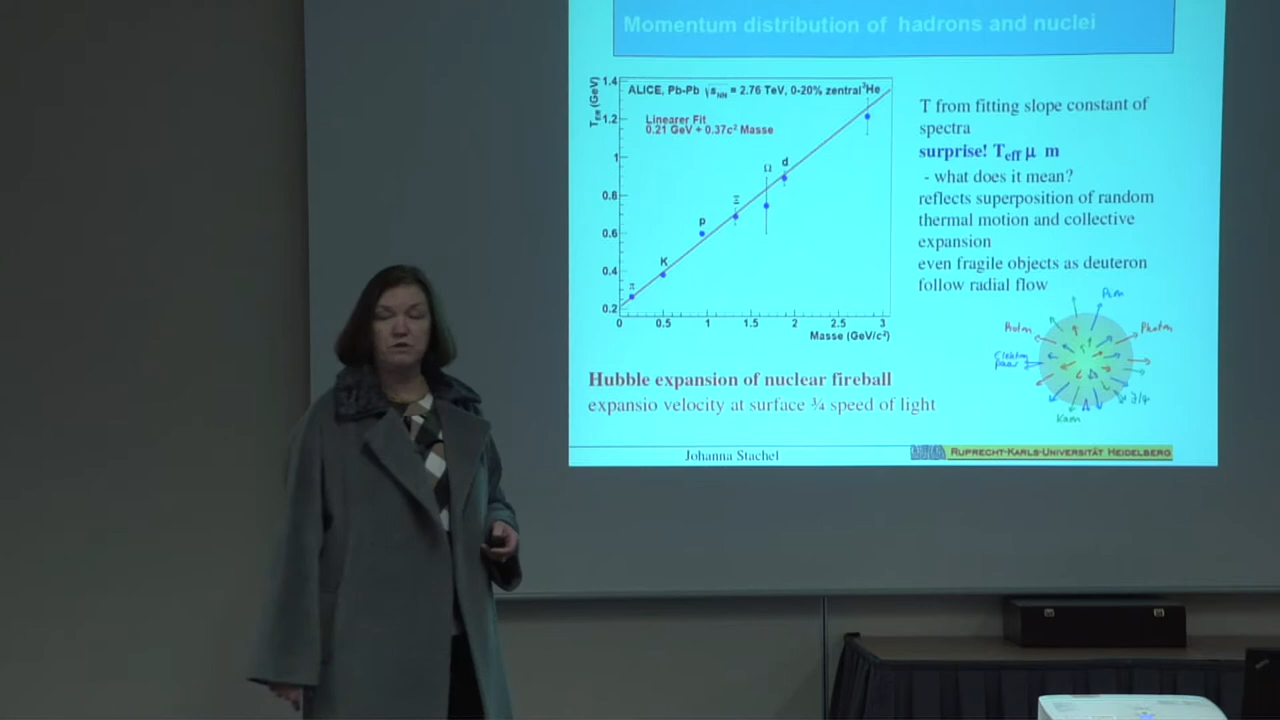 Momentum distribution of hadrons and nuclei
ALICE, Pb-Pb √sNN = 2.76 TeV, 0-20% zentral
3He
Linearer Fit
0.21 GeV + 0.37c² Masse
Teff (GeV)
1.4
1.2
1
0.8
0.6
0.4
0.2
π
K
p
Ξ
Ω
d
0
0.5
1
1.5
2
2.5
3
Masse (GeV/c²)
T from fitting slope constant of
spectra
surprise! Teff μ m
- what does it mean?
reflects superposition of random
thermal motion and collective
expansion
even fragile objects as deuteron
follow radial flow
Pion
Proton
Photon
J/ψ
Kaon
Hubble expansion of nuclear fireball
expansio velocity at surface ¾ speed of light
Johanna Stachel
RUPRECHT-KARLS-UNIVERSITÄT HEIDELBERG